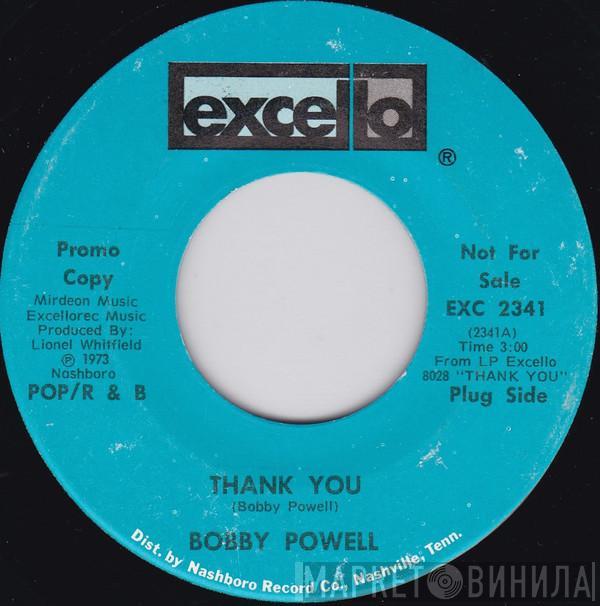 excello
®
Promo
Copy
Mirdeon Music
Excellorec Music
Produced By:
Lionel Whitfield
℗ 1973
Nashboro
POP/R & B
Not For
Sale
EXC 2341
(2341A)
Time 3:00
From LP Excello
8028 "THANK YOU"
Plug Side
THANK YOU
(Bobby Powell)
BOBBY POWELL
Dist. by Nashboro Record Co., Nashville, Tenn.
МАРКЕТ ВИНИЛА